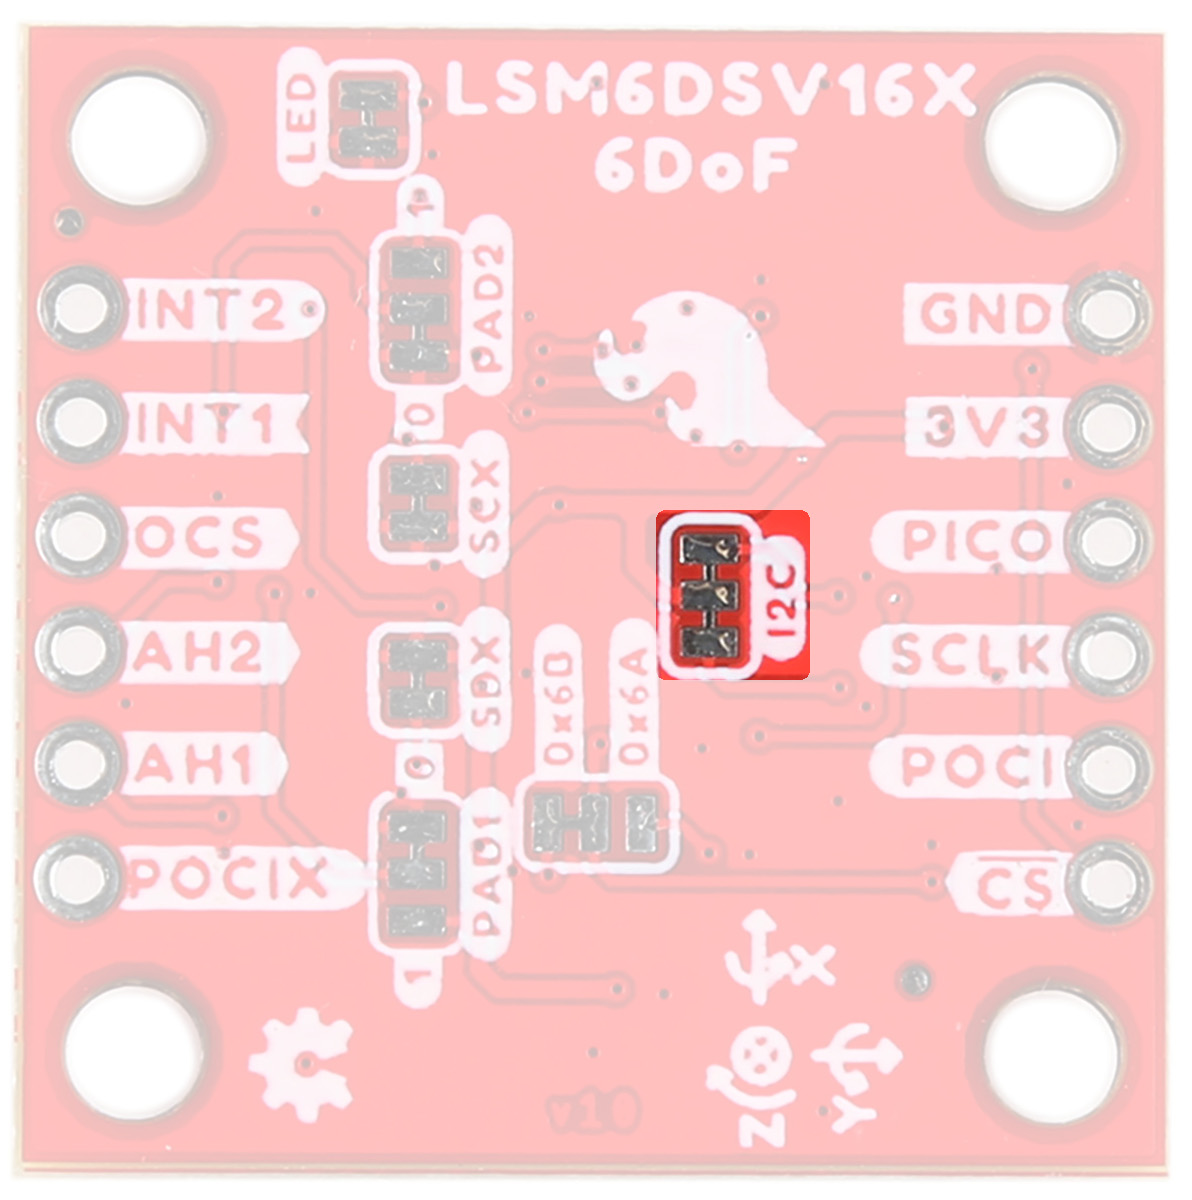 LED
LSM6DSV16X
6DoF
1
PAD2
0
INT2
INT1
OCS
AH2
AH1
POCIX
SCX
SDX
0
PAD1
1
0x6B
0x6A
I2C
GND
3V3
PICO
SCLK
POCI
CS
X
Y
Z
v10